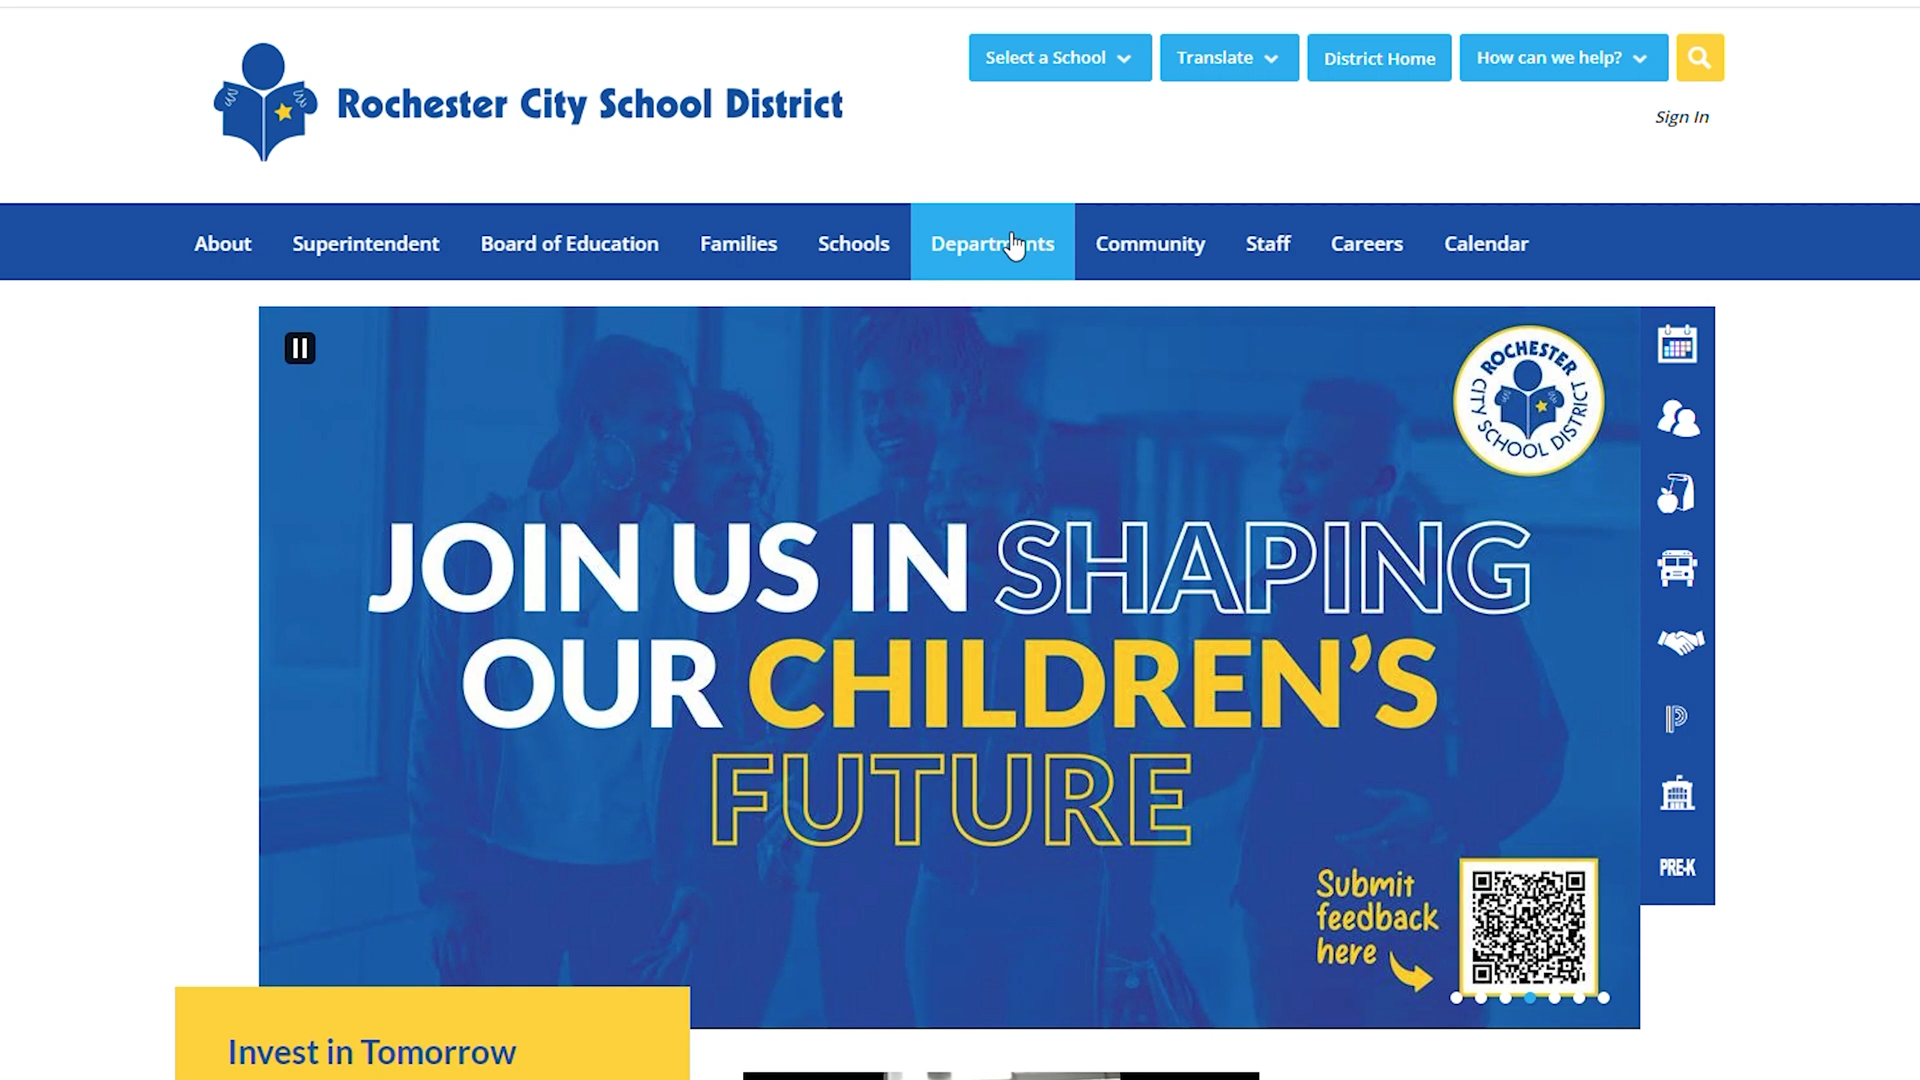 Select a School
Translate
District Home
How can we help?
Rochester City School District
Sign In
About
Superintendent
Board of Education
Families
Schools
Departments
Community
Staff
Careers
Calendar
ROCHESTER
CITY SCHOOL DISTRICT
JOIN US IN SHAPING
OUR CHILDREN'S
FUTURE
PRE-K
Submit
feedback
here
Invest in Tomorrow